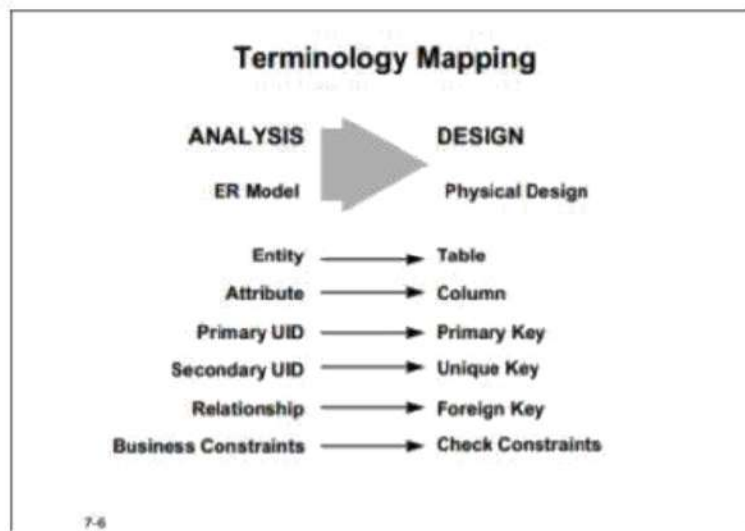 Terminology Mapping
ANALYSIS DESIGN
ER Model Physical Design
Entity Table
Attribute Column
Primary UID Primary Key
Secondary UID Unique Key
Relationship Foreign Key
Business Constraints Check Constraints
7-6